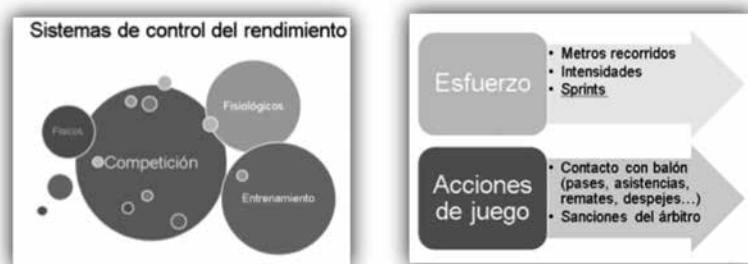 Sistemas de control del rendimiento
Físicos
Fisiológicos
Competición
Entrenamiento
Esfuerzo
• Metros recorridos
• Intensidades
• Sprints
Acciones
de juego
• Contacto con balón
(pases, asistencias,
remates, despejes...)
• Sanciones del árbitro